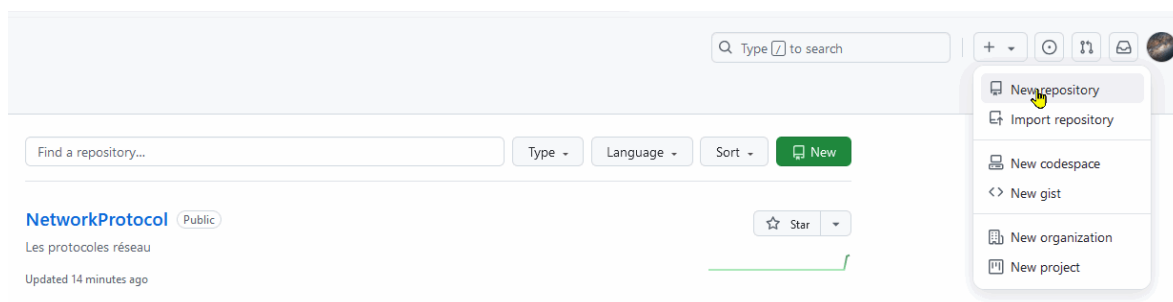 Type / to search
New repository
Import repository
New codespace
New gist
New organization
New project
Find a repository...
Type
Language
Sort
New
NetworkProtocol Public
Star
Les protocoles réseau
Updated 14 minutes ago